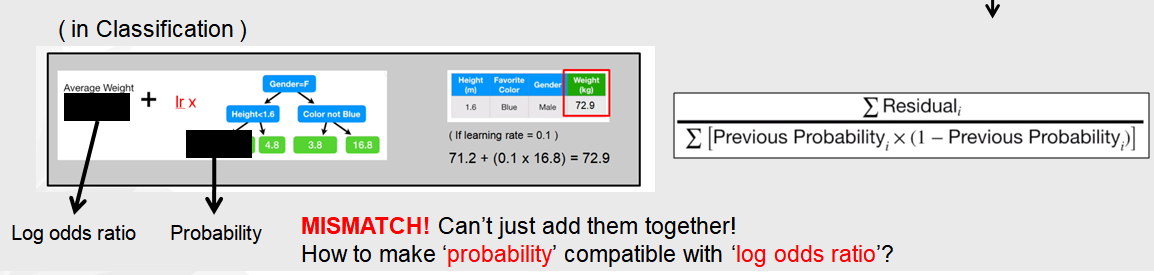 ( in Classification )
Average Weight
+
lr x
Gender=F
Height<1.6
Color not Blue
4.8
3.8
16.8
Height (m) Favorite Color Gender Weight (kg)
1.6 Blue Male 72.9
( If learning rate = 0.1 )
71.2 + (0.1 x 16.8) = 72.9
∑ Residualᵢ
∑ [Previous Probabilityᵢ × (1 − Previous Probabilityᵢ)]
Log odds ratio
Probability
MISMATCH! Can’t just add them together!
How to make ‘probability’ compatible with ‘log odds ratio’?